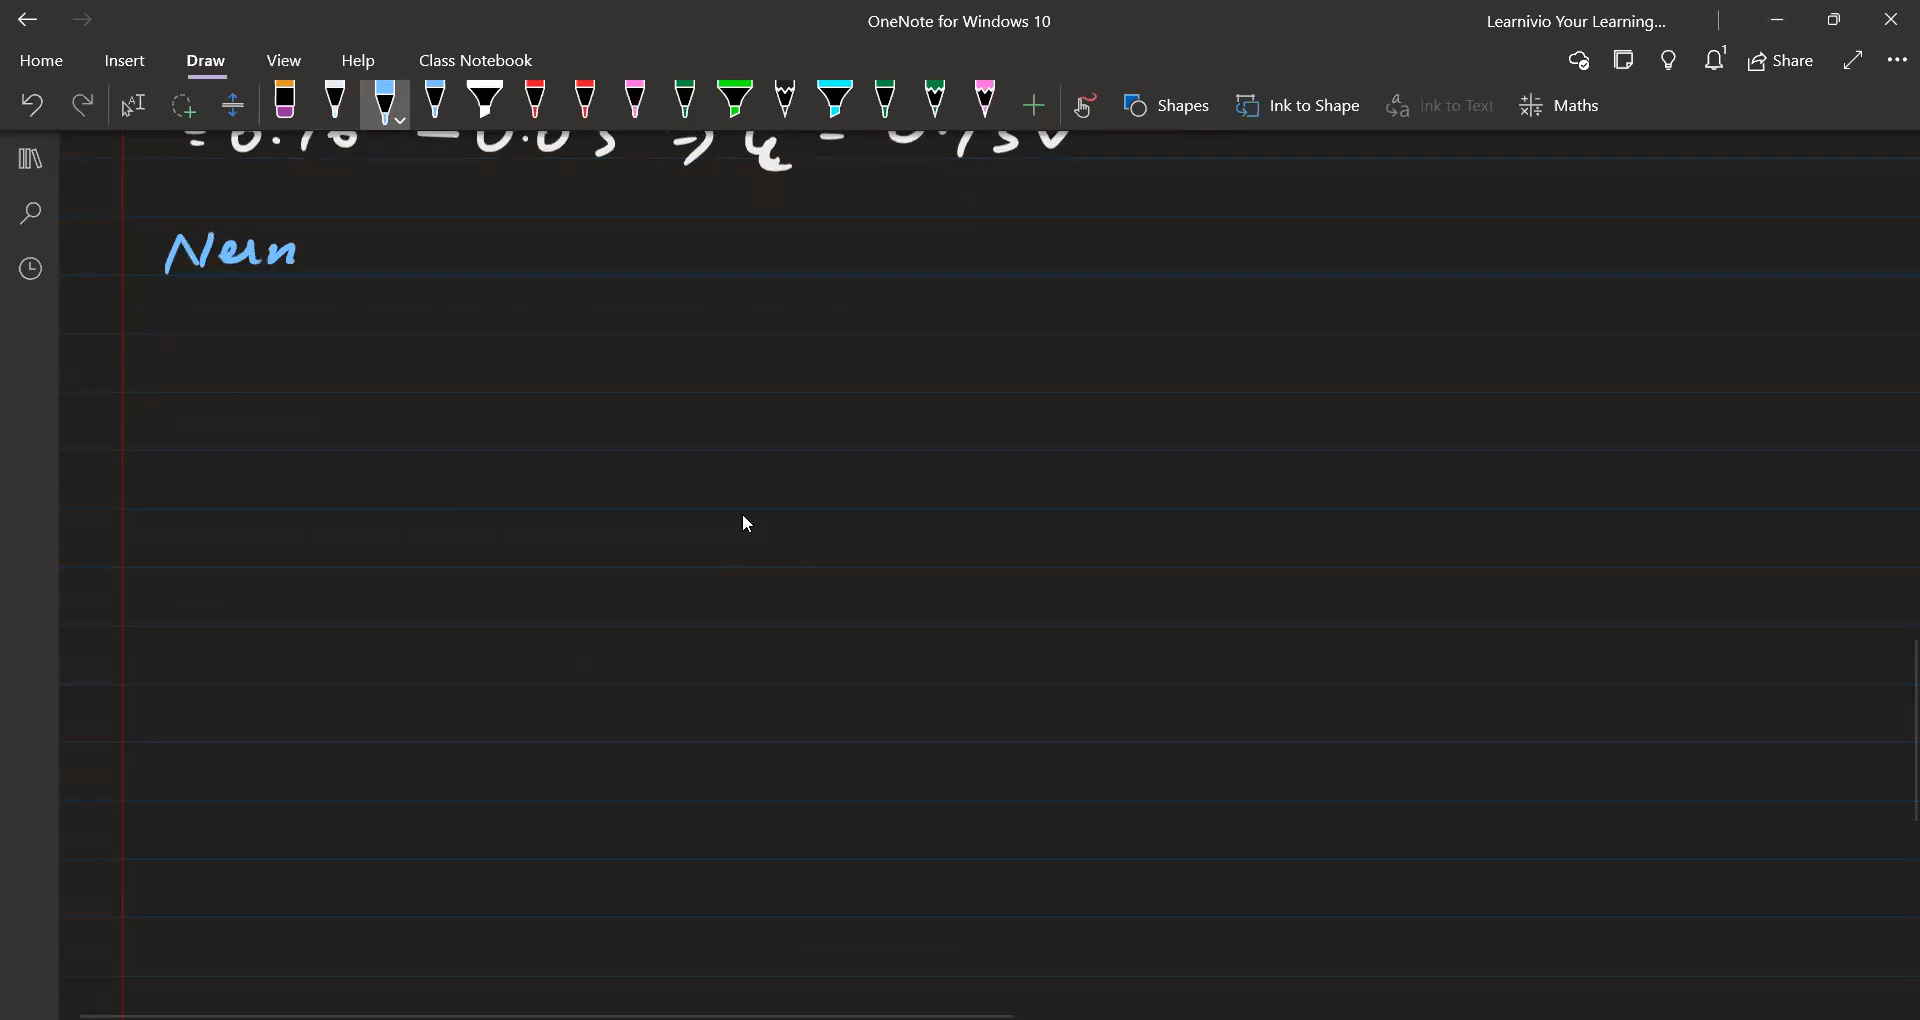 OneNote for Windows 10
Learnivio Your Learning...
Home Insert Draw View Help Class Notebook
1
Share
Shapes
Ink to Shape
Ink to Text
Maths
Nern